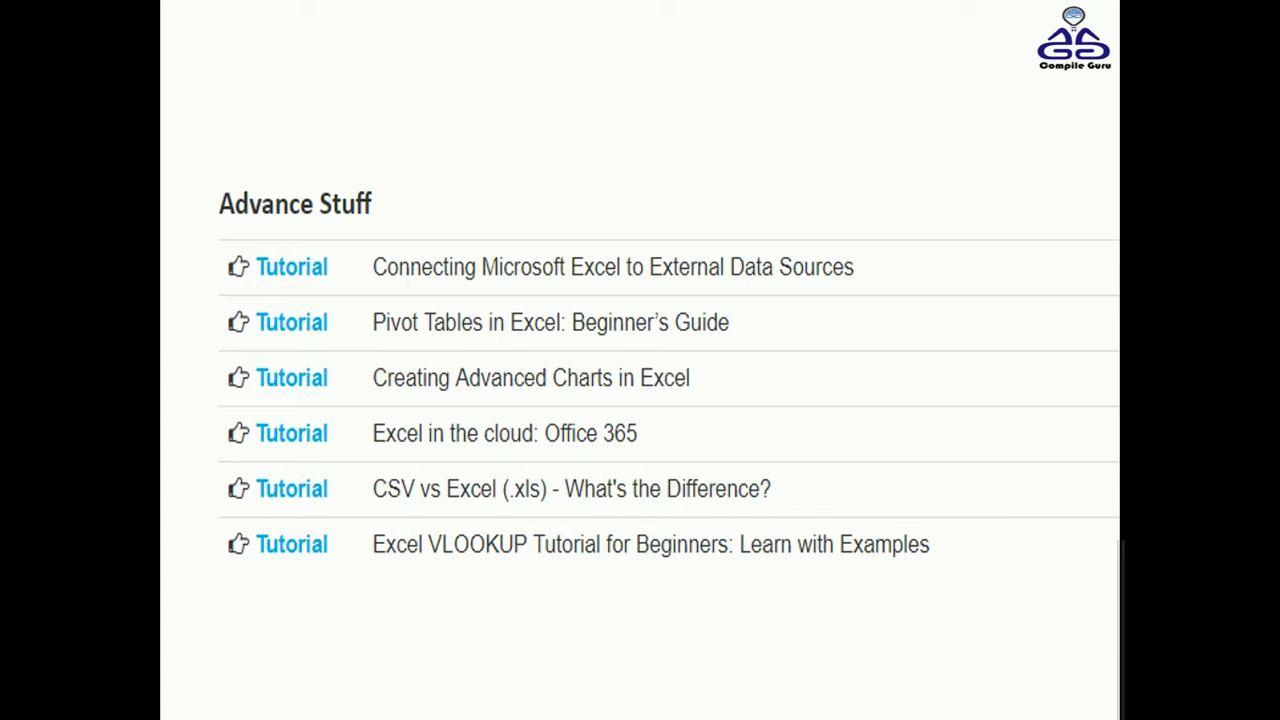 Compile Guru
Advance Stuff
Tutorial Connecting Microsoft Excel to External Data Sources
Tutorial Pivot Tables in Excel: Beginner’s Guide
Tutorial Creating Advanced Charts in Excel
Tutorial Excel in the cloud: Office 365
Tutorial CSV vs Excel (.xls) - What's the Difference?
Tutorial Excel VLOOKUP Tutorial for Beginners: Learn with Examples